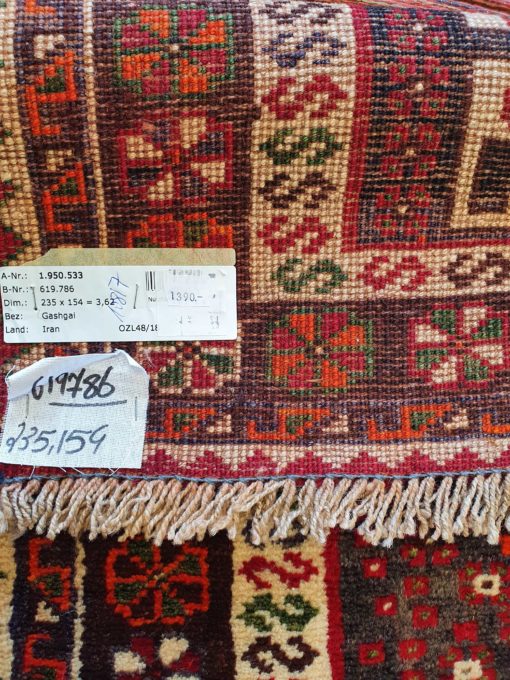 A-Nr.: 1.950.533
B-Nr.: 619.786
Dim.: 235 x 154 = 3,62
Bez: Gashgai
Land: Iran OZL48/18
1390.-
619786
235,154